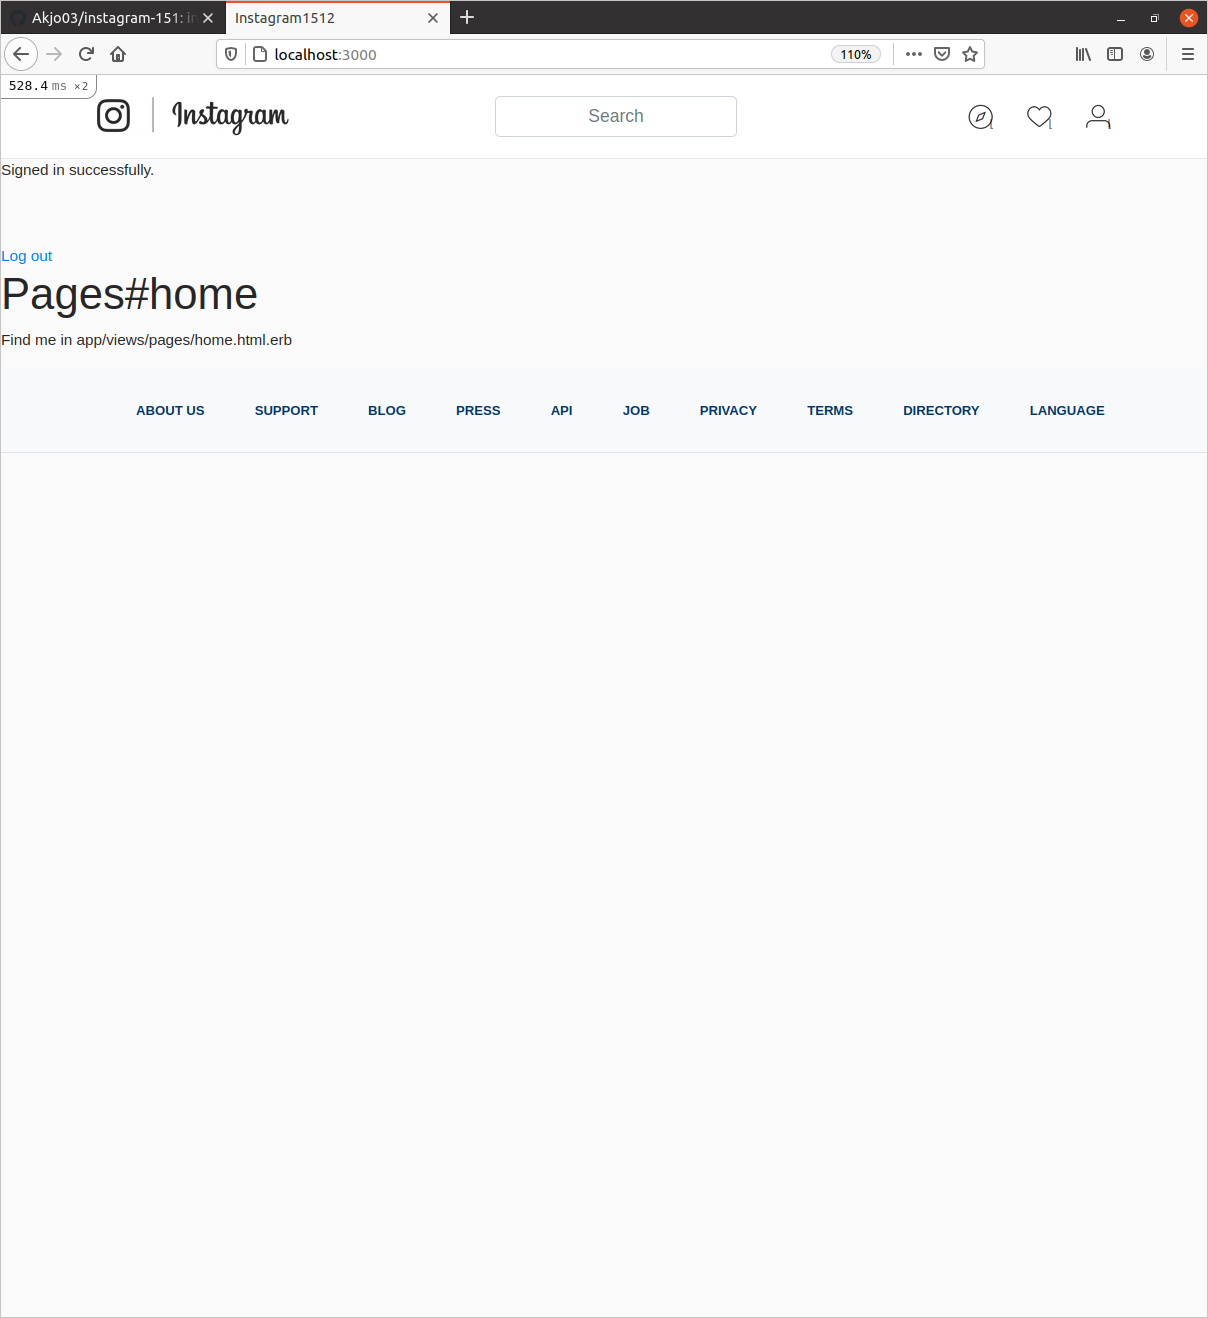 Akjo03/instagram-151: in
Instagram1512
localhost:3000
110%
528.4 ms ×2
Instagram
Search
Signed in successfully.
Log out
Pages#home
Find me in app/views/pages/home.html.erb
ABOUT US SUPPORT BLOG PRESS API JOB PRIVACY TERMS DIRECTORY LANGUAGE